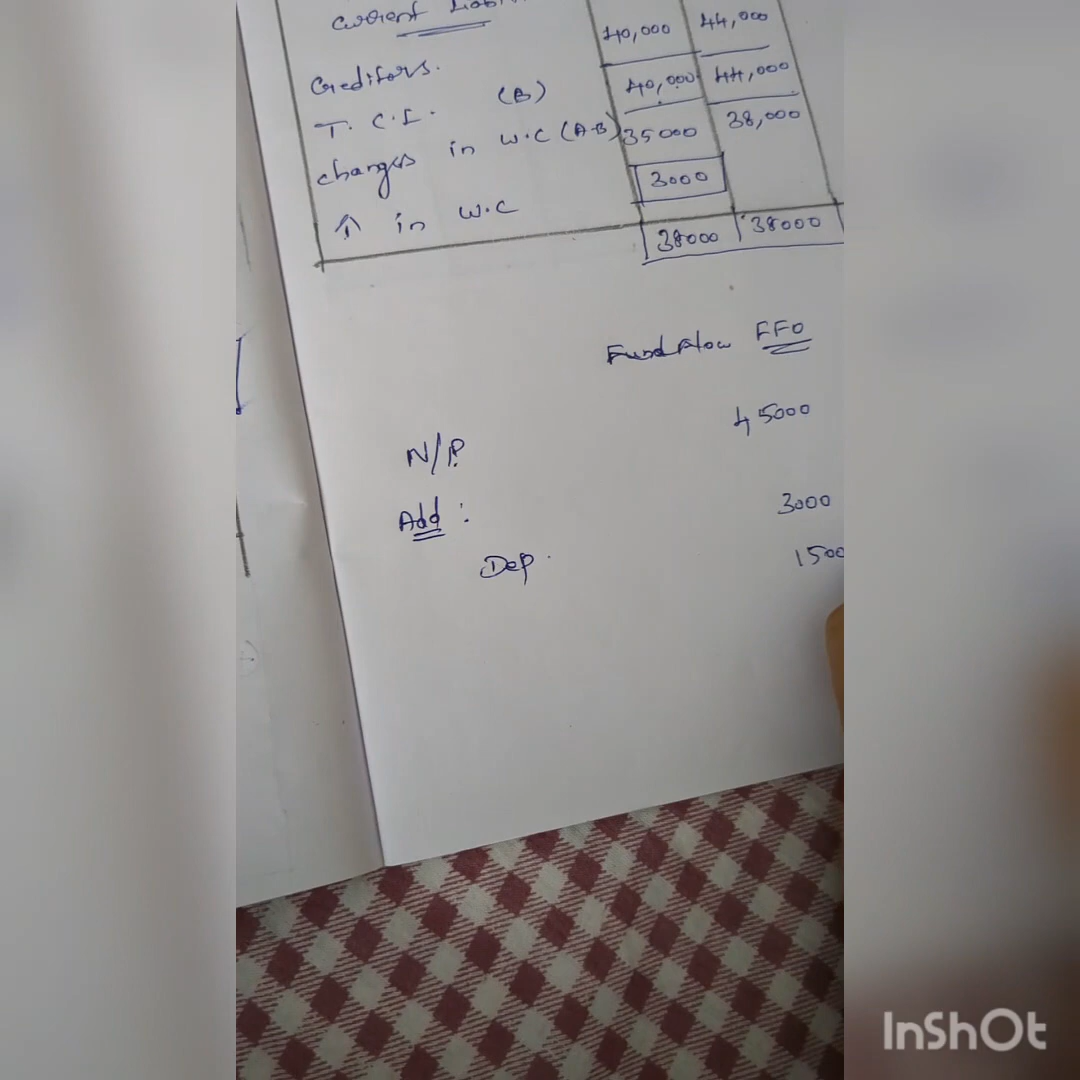 Current
40,000 44,000
Creditors.
T. C.L. (B) 40,000 44,000
changes in W.C (A-B) 35000 38,000
3000
↑ in W.C
38000 38000
Fund Flow FFO
N/P. 45000
Add : 3000
Dep. 1500
InShOt